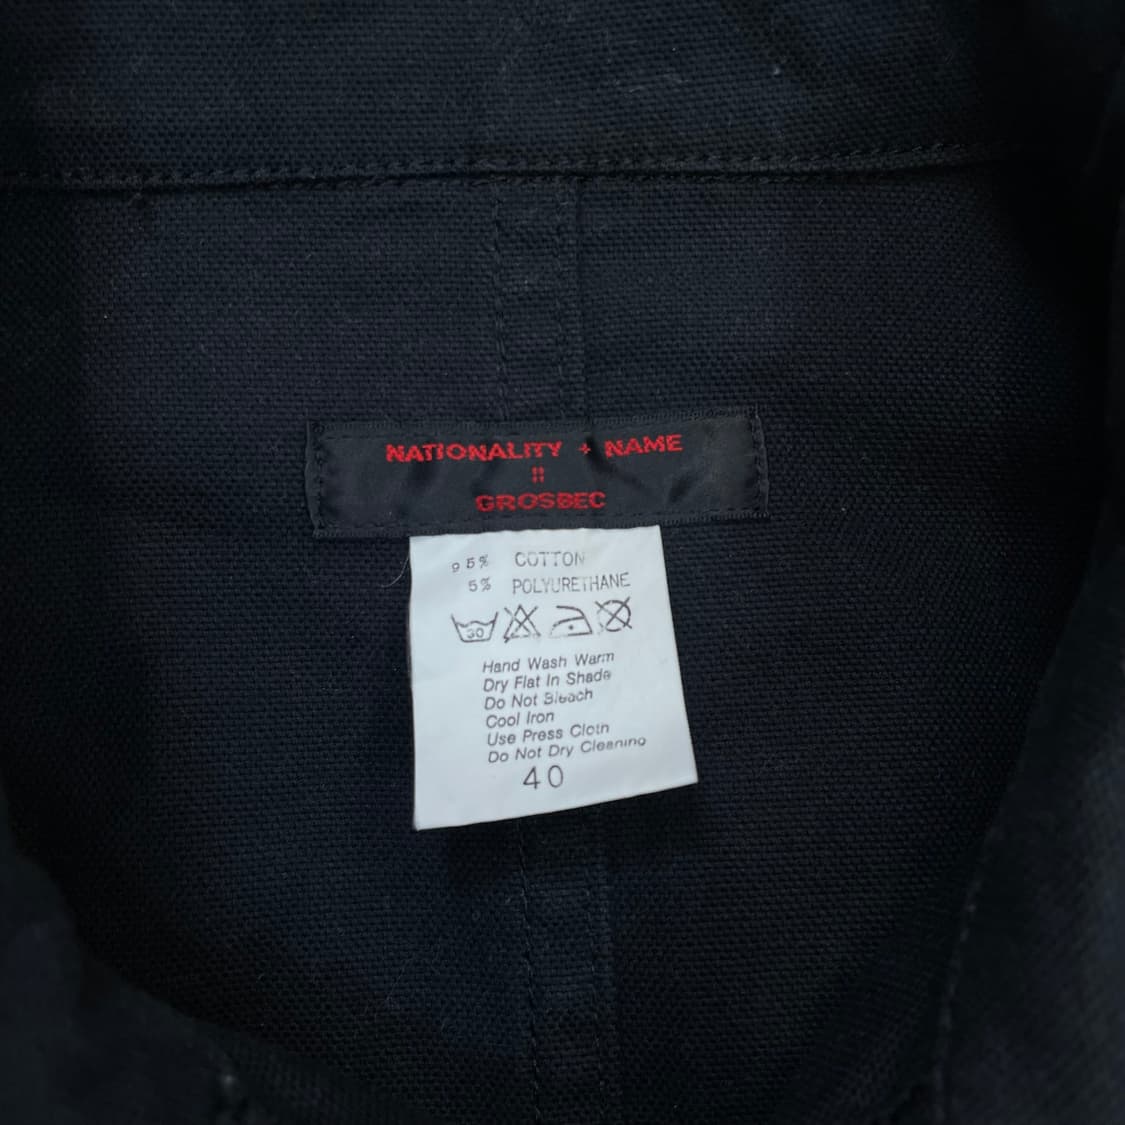 NATIONALITY + NAME
::
GROSBEC
95% COTTON
5% POLYURETHANE
30
Hand Wash Warm
Dry Flat In Shade
Do Not Bleach
Cool Iron
Use Press Cloth
Do Not Dry Cleaning
40